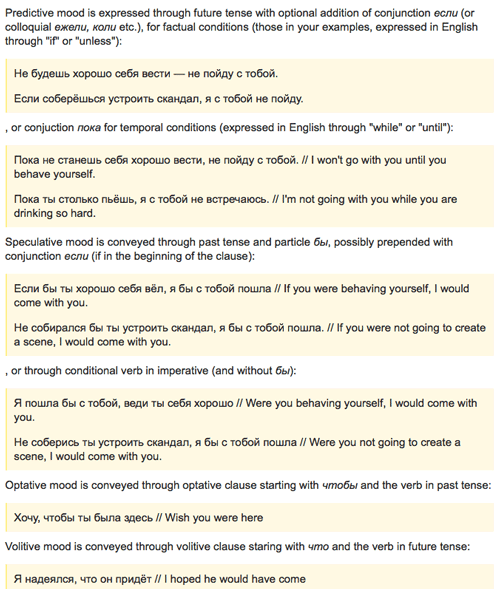 Predictive mood is expressed through future tense with optional addition of conjunction если (or
colloquial ежели, коли etc.), for factual conditions (those in your examples, expressed in English
through "if" or "unless"):
Не будешь хорошо себя вести — не пойду с тобой.
Если соберёшься устроить скандал, я с тобой не пойду.
, or conjuction пока for temporal conditions (expressed in English through "while" or "until"):
Пока не станешь себя хорошо вести, не пойду с тобой. // I won't go with you until you
behave yourself.
Пока ты столько пьёшь, я с тобой не встречаюсь. // I'm not going with you while you are
drinking so hard.
Speculative mood is conveyed through past tense and particle бы, possibly prepended with
conjunction если (if in the beginning of the clause):
Если бы ты хорошо себя вёл, я бы с тобой пошла // If you were behaving yourself, I would
come with you.
Не собирался бы ты устроить скандал, я бы с тобой пошла. // If you were not going to create
a scene, I would come with you.
, or through conditional verb in imperative (and without бы):
Я пошла бы с тобой, веди ты себя хорошо // Were you behaving yourself, I would come with
you.
Не соберись ты устроить скандал, я бы с тобой пошла // Were you not going to create a
scene, I would come with you.
Optative mood is conveyed through optative clause starting with чтобы and the verb in past tense:
Хочу, чтобы ты была здесь // Wish you were here
Volitive mood is conveyed through volitive clause staring with что and the verb in future tense:
Я надеялся, что он придёт // I hoped he would have come